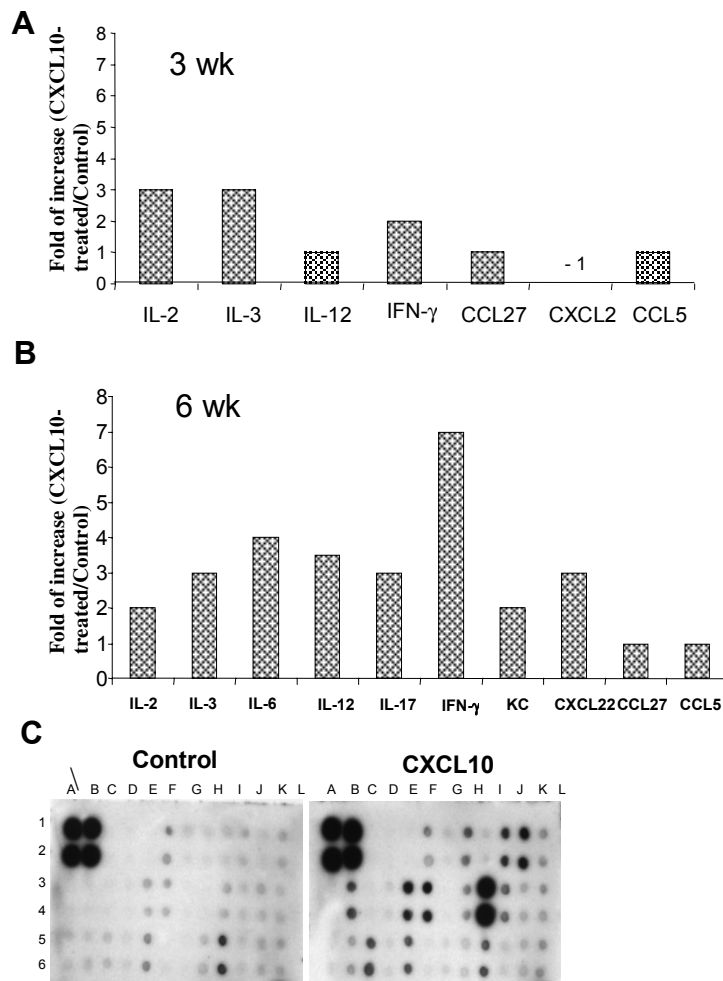 A
Fold of increase (CXCL10-
treated/Control)
3 wk
8
7
6
5
4
3
2
1
0
- 1
IL-2 IL-3 IL-12 IFN-γ CCL27 CXCL2 CCL5
B
Fold of increase (CXCL10-
treated/Control)
6 wk
8
7
6
5
4
3
2
1
0
IL-2 IL-3 IL-6 IL-12 IL-17 IFN-γ KC CXCL22 CCL27 CCL5
C
Control CXCL10
A B C D E F G H I J K L A B C D E F G H I J K L
1
2
3
4
5
6